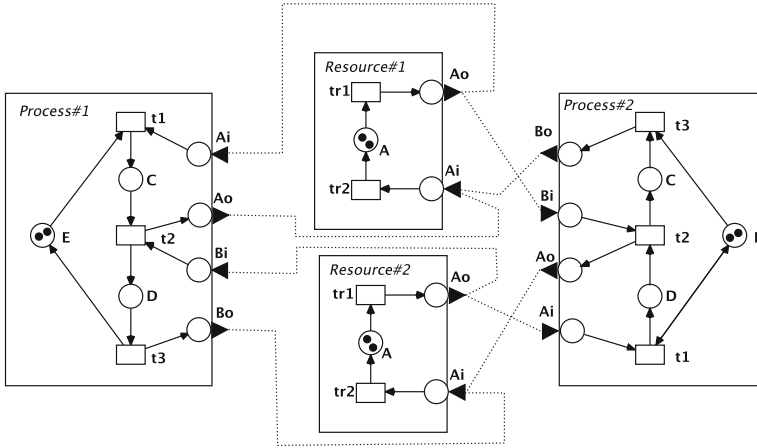 Process#1
t1
Ai
C
Ao
E
t2
Bi
D
Bo
t3
Resource#1
Ao
tr1
A
Ai
tr2
Resource#2
Ao
tr1
A
Ai
tr2
Process#2
Bo
t3
C
Bi
t2
Ao
D
Ai
t1